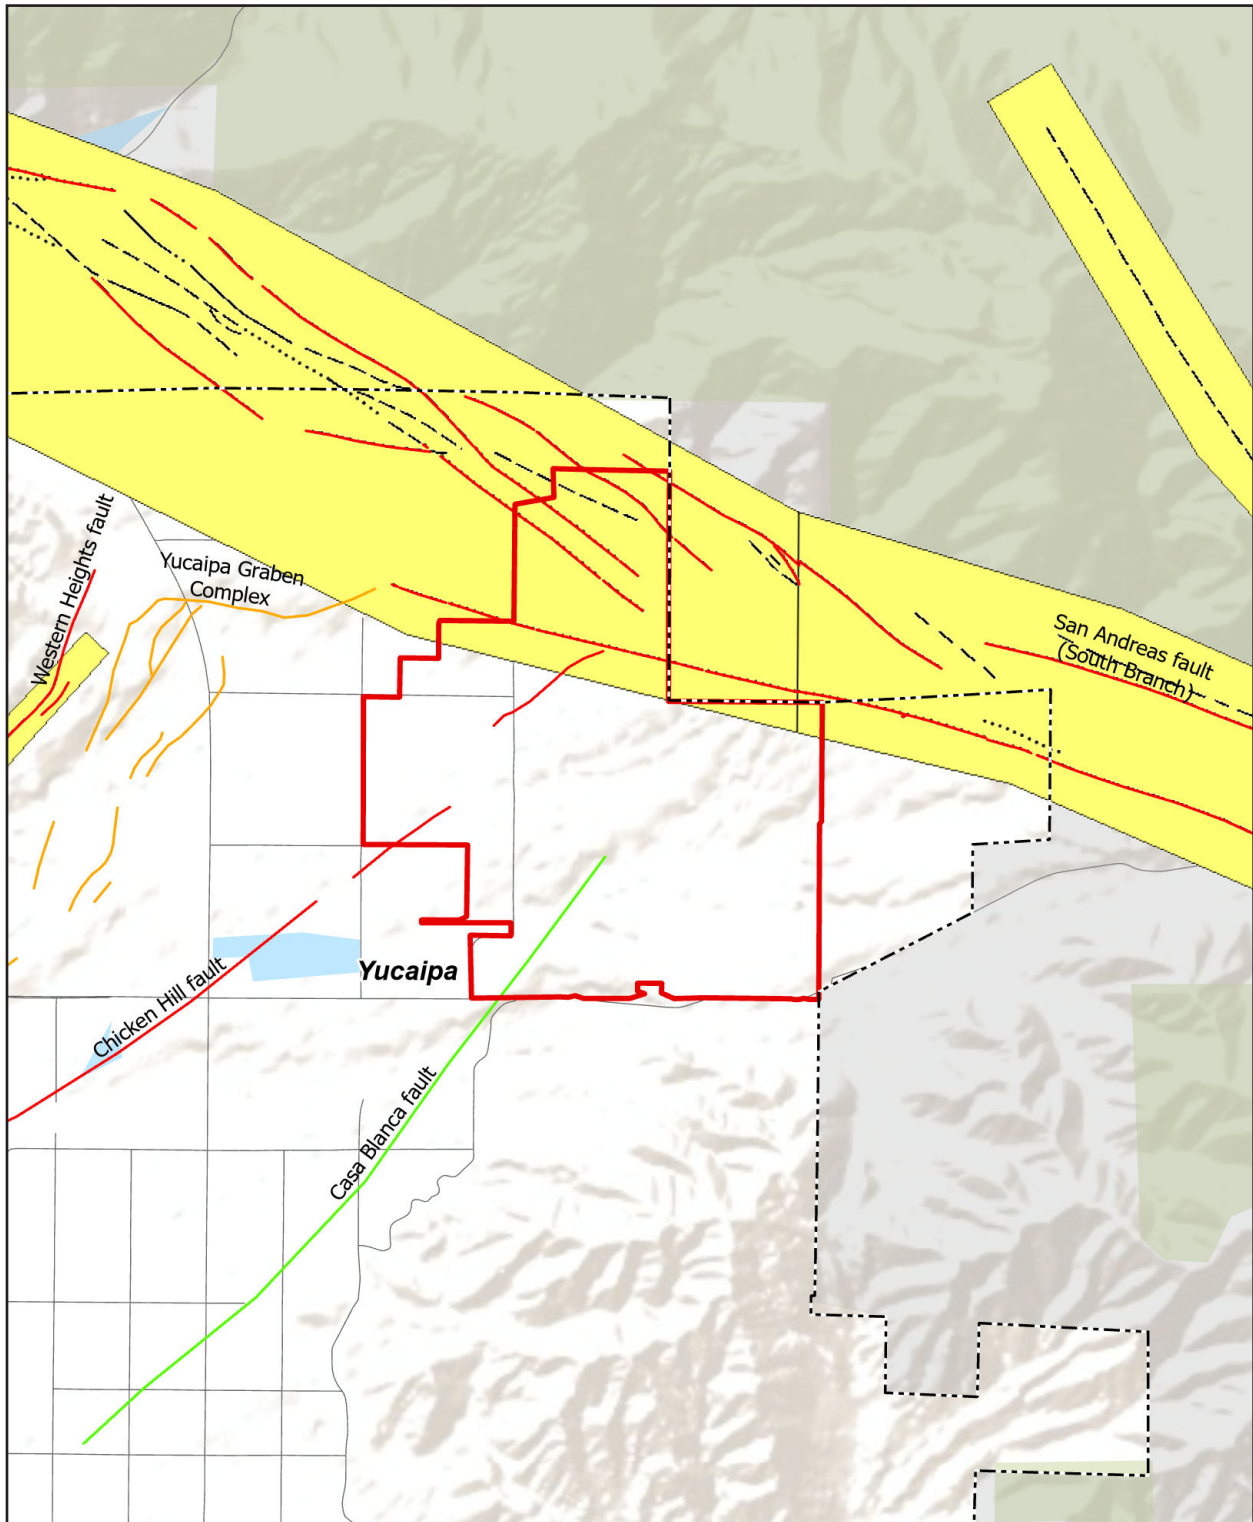 Western Heights fault
Yucaipa Graben
Complex
San Andreas fault
(South Branch)
Chicken Hill fault
Yucaipa
Casa Blanca fault